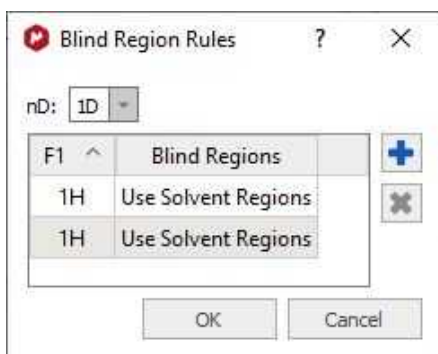 Blind Region Rules ?
nD: 1D
F1 Blind Regions
1H Use Solvent Regions
1H Use Solvent Regions
OK Cancel